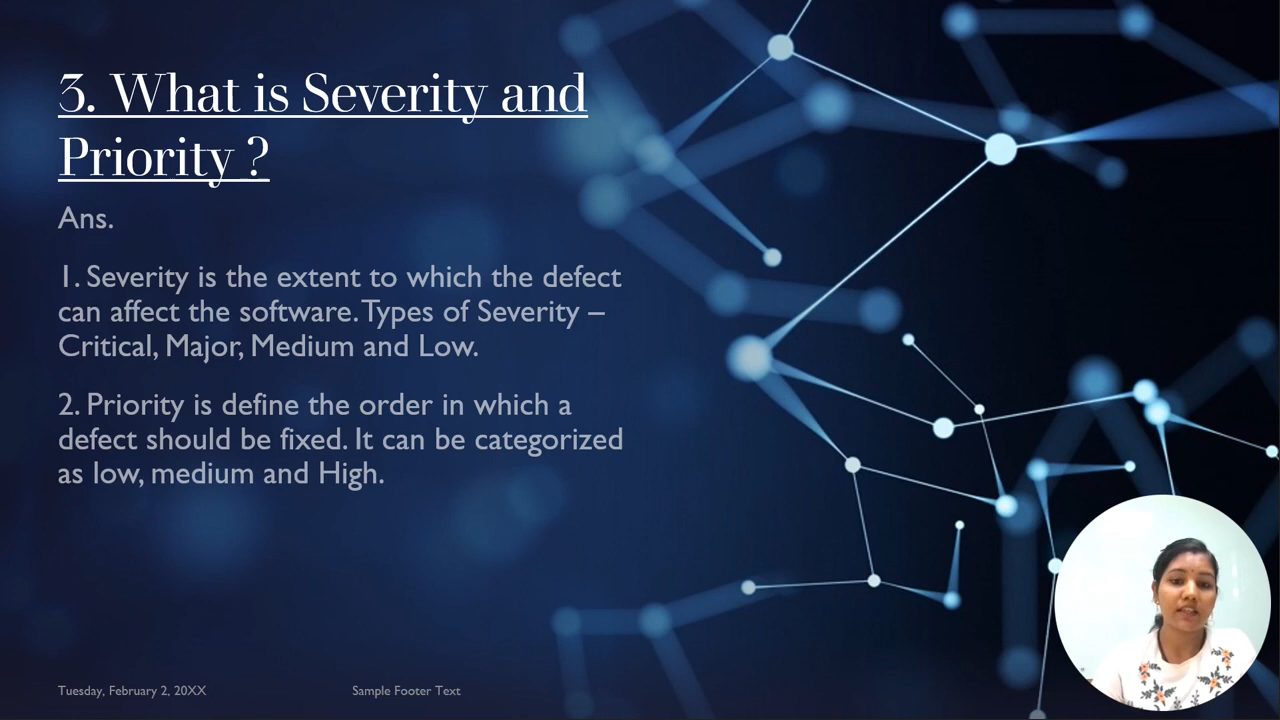 3. What is Severity and
Priority ?
Ans.
1. Severity is the extent to which the defect
can affect the software. Types of Severity –
Critical, Major, Medium and Low.
2. Priority is define the order in which a
defect should be fixed. It can be categorized
as low, medium and High.
Tuesday, February 2, 20XX
Sample Footer Text